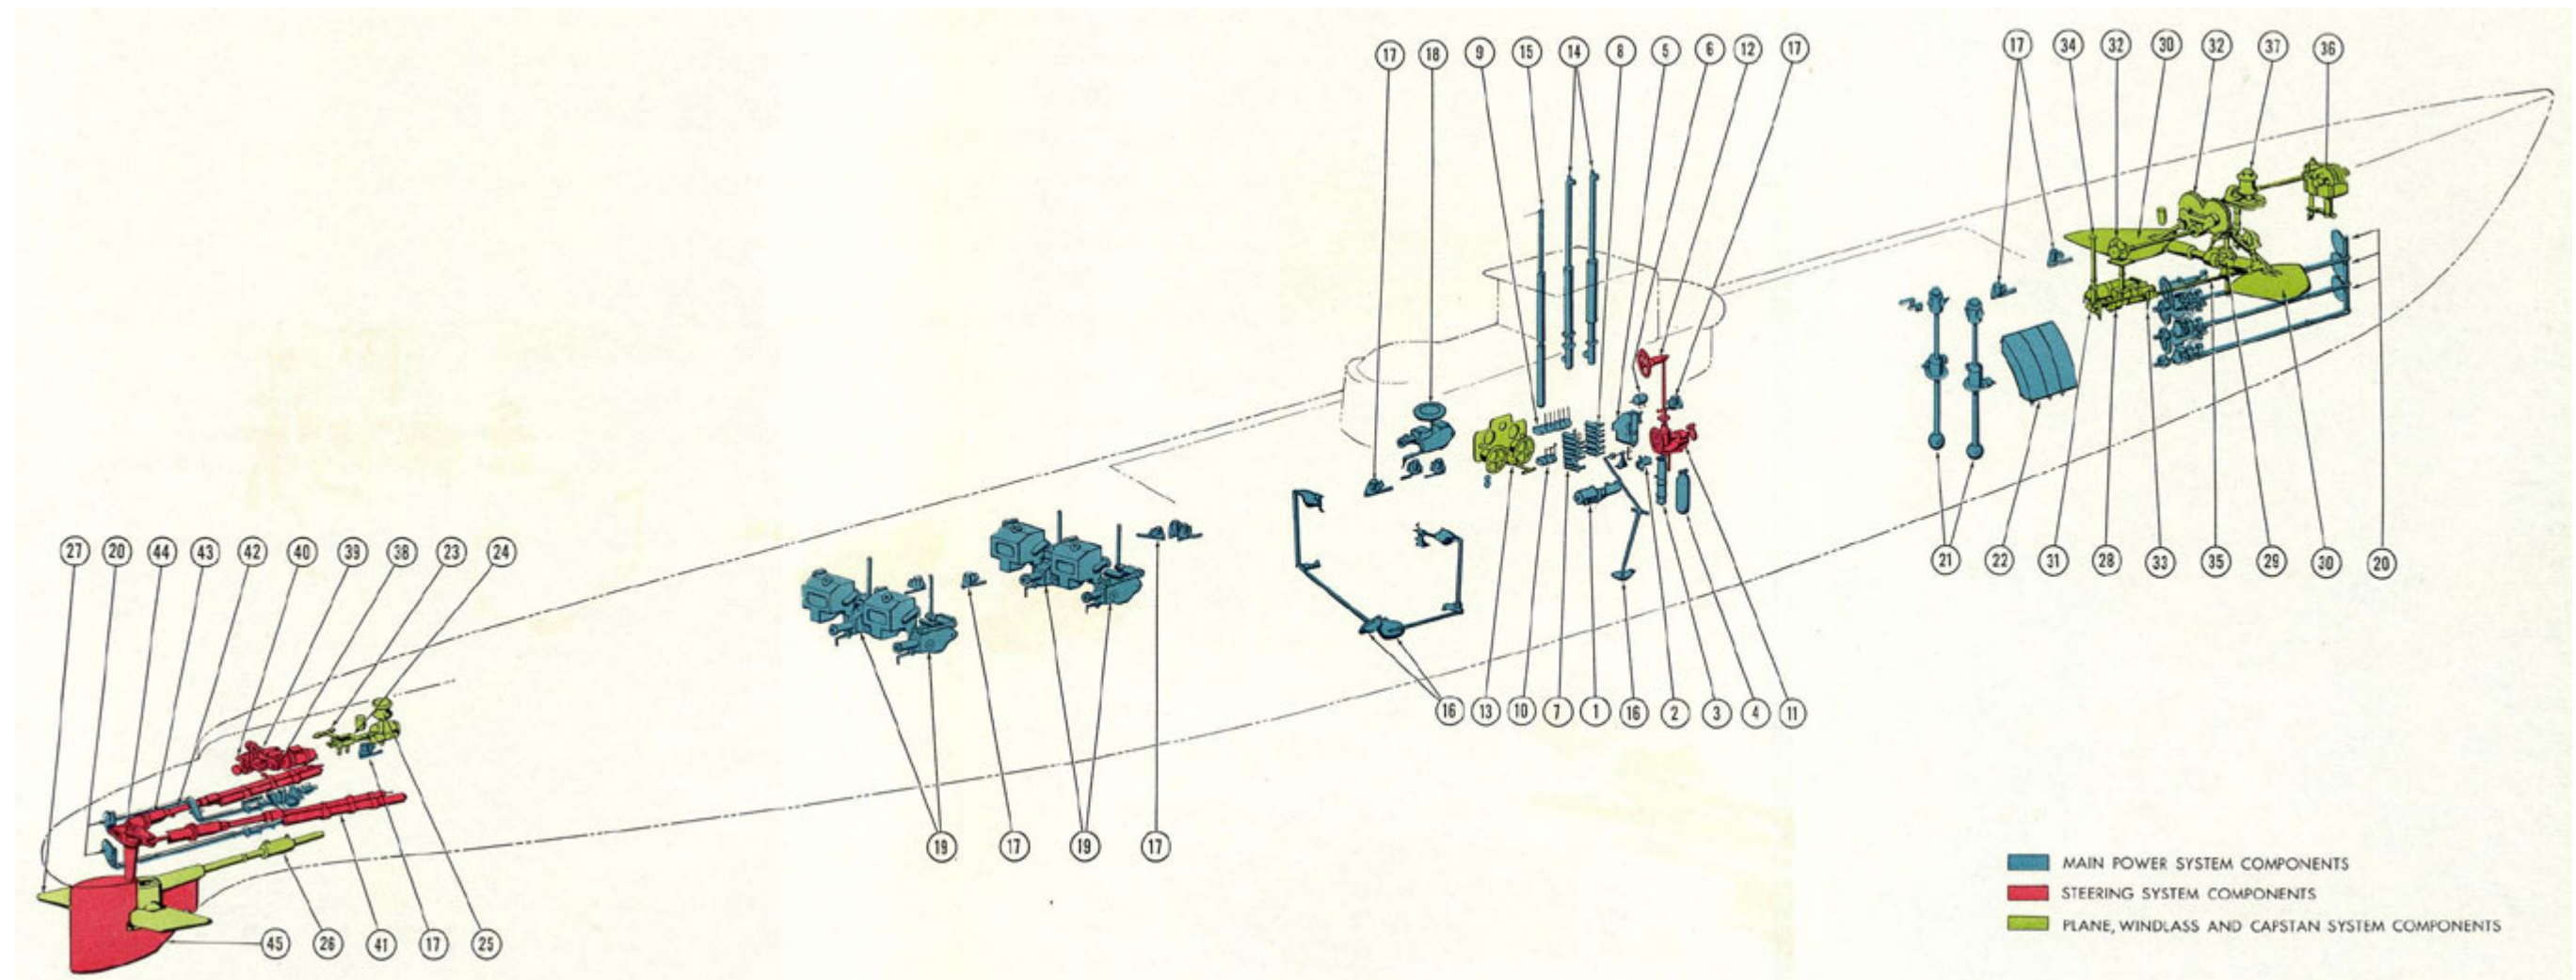 17 18 9 15 14 8 5 6 12 17
17 34 32 30 32 37 36
27 20 44 43 42 40 39 38 23 24
21 22 31 28 33 35 29 30 20
16 13 10 7 1 16 2 3 4 11
19 17 19 17
45 26 41 17 25
MAIN POWER SYSTEM COMPONENTS
STEERING SYSTEM COMPONENTS
PLANE, WINDLASS AND CAPSTAN SYSTEM COMPONENTS